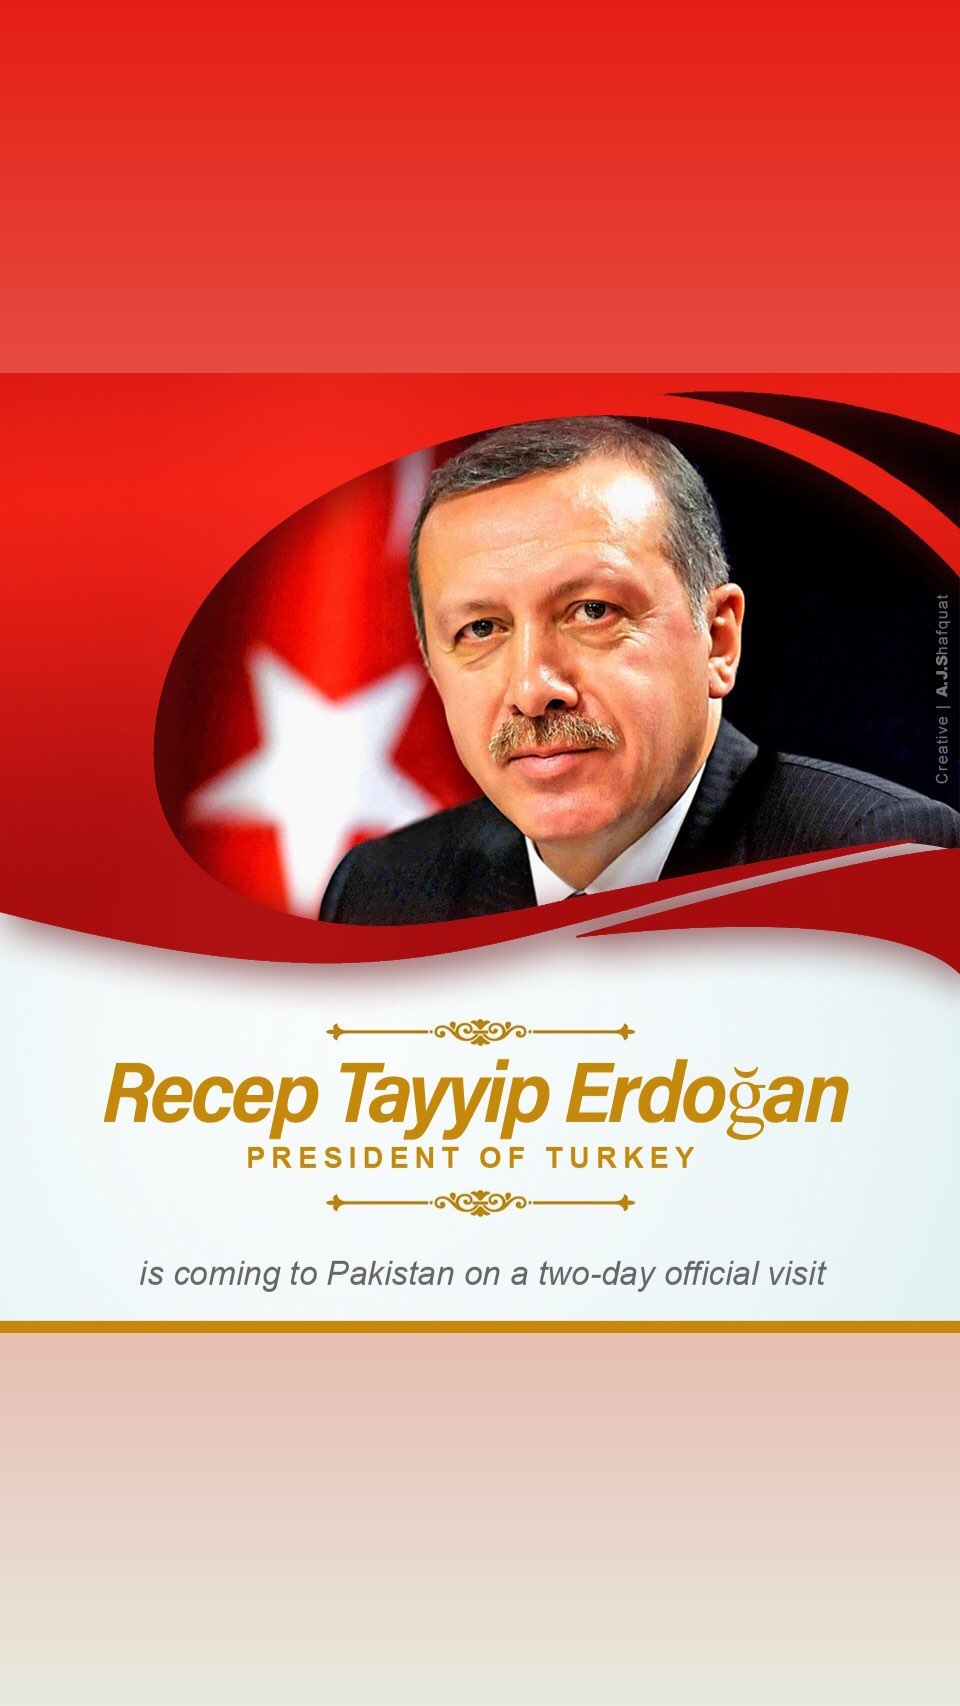 Creative | A.J.Shafquat
Recep Tayyip Erdoğan
PRESIDENT OF TURKEY
is coming to Pakistan on a two-day official visit